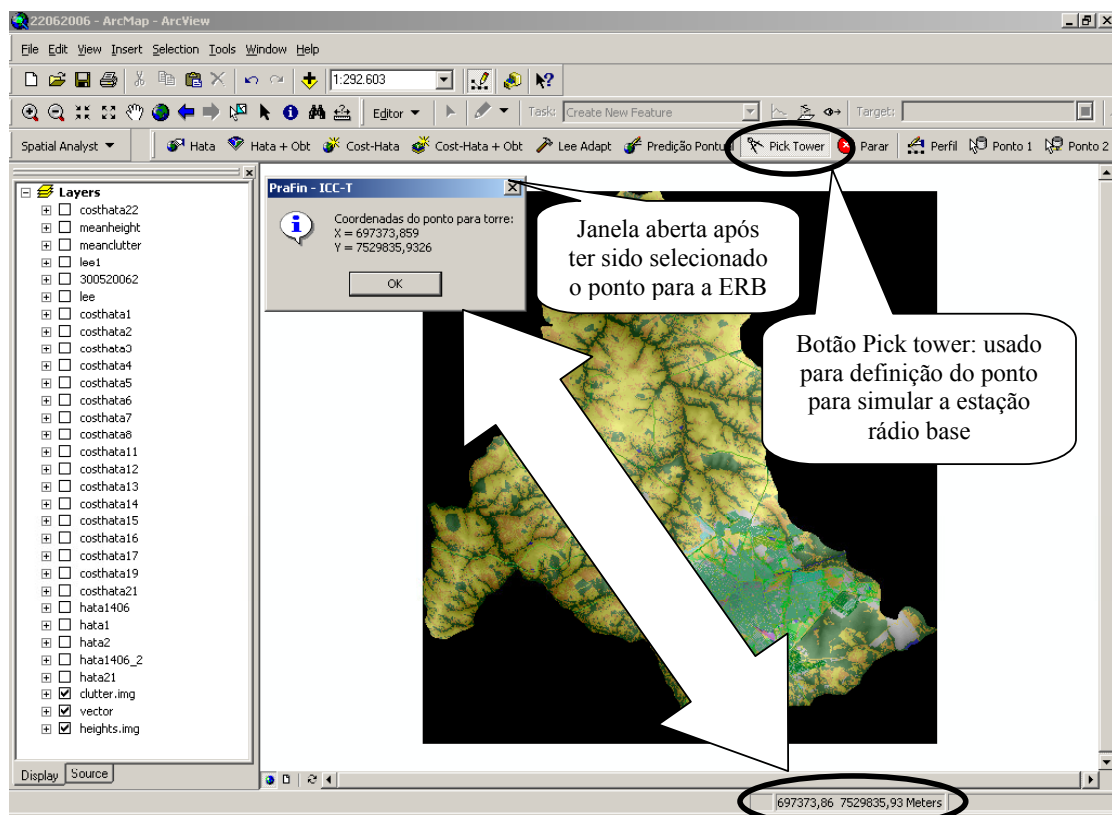 22062006 - ArcMap - ArcView
File Edit View Insert Selection Tools Window Help
1:292.603
Editor
Task: Create New Feature
Target:
Spatial Analyst
Hata
Hata + Obt
Cost-Hata
Cost-Hata + Obt
Lee Adapt
Predição Pontual
Pick Tower
Parar
Perfil
Ponto 1
Ponto 2
Layers
costhata22
meanheight
meanclutter
lee1
300520062
lee
costhata1
costhata2
costhata3
costhata4
costhata5
costhata6
costhata7
costhata8
costhata11
costhata12
costhata13
costhata14
costhata15
costhata16
costhata17
costhata19
costhata21
hata1406
hata1
hata2
hata1406_2
hata21
clutter.img
vector
heights.img
Display
Source
PraFin - ICC-T
Coordenadas do ponto para torre:
X = 697373,859
Y = 7529835,9326
OK
Janela aberta após
ter sido selecionado
o ponto para a ERB
Botão Pick tower: usado
para definição do ponto
para simular a estação
rádio base
697373,86 7529835,93 Meters